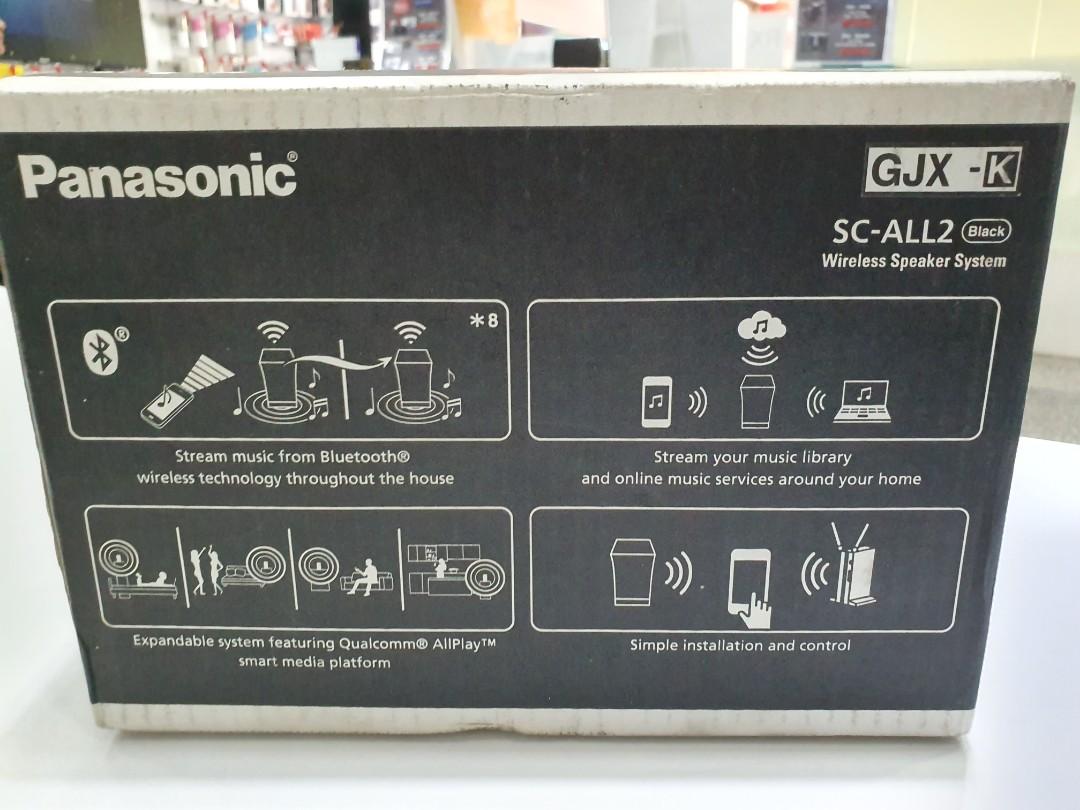 Panasonic®
GJX -K
SC-ALL2 Black
Wireless Speaker System
® *8
Stream music from Bluetooth®
wireless technology throughout the house
Stream your music library
and online music services around your home
Expandable system featuring Qualcomm® AllPlay™
smart media platform
Simple installation and control